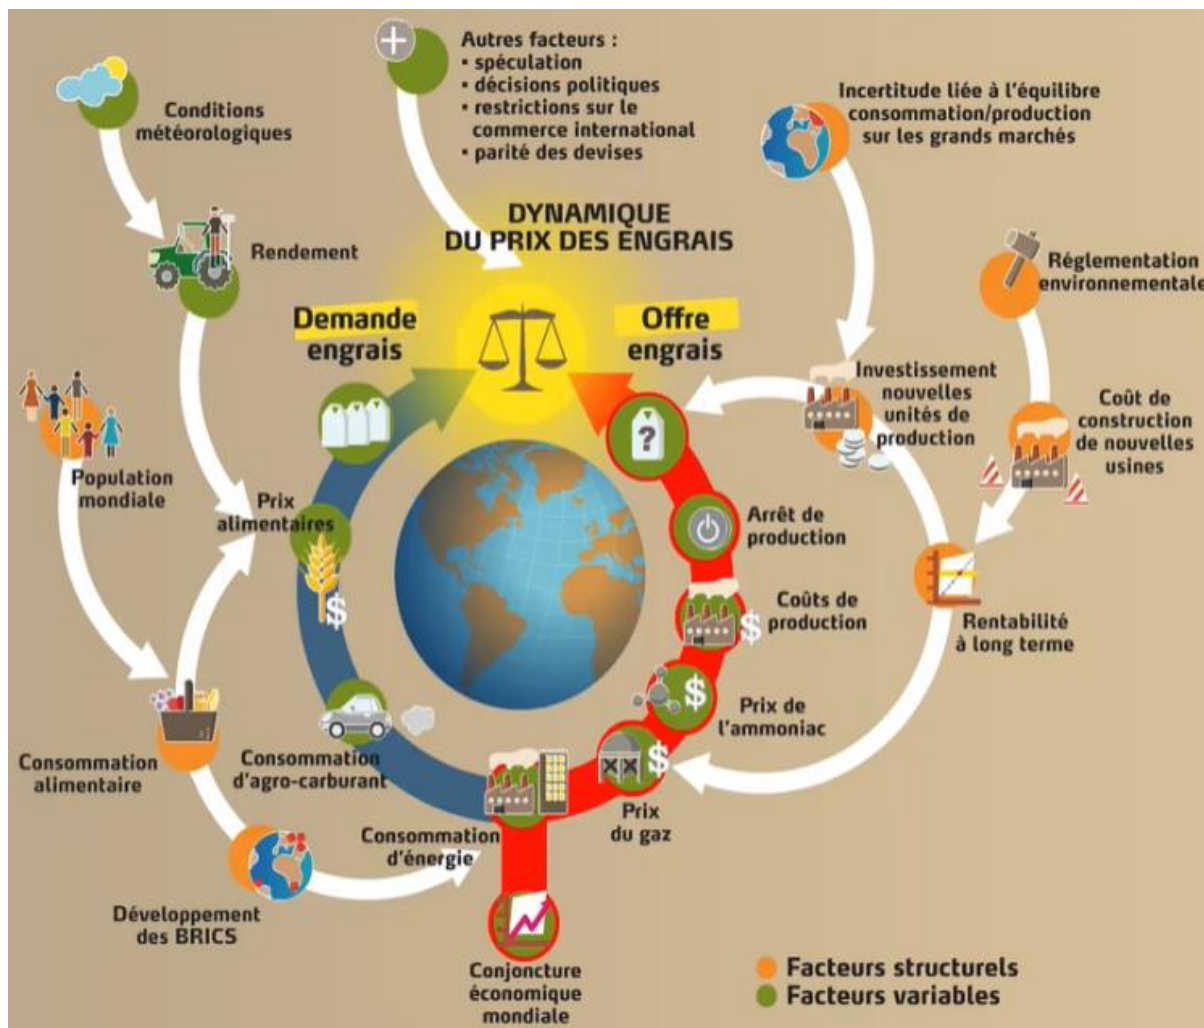 Autres facteurs :
▪ spéculation
▪ décisions politiques
▪ restrictions sur le
commerce international
▪ parité des devises
Conditions
météorologiques
Incertitude liée à l'équilibre
consommation/production
sur les grands marchés
DYNAMIQUE
DU PRIX DES ENGRAIS
Rendement
Réglementation
environnementale
Demande
engrais
Offre
engrais
Investissement
nouvelles
unités de
production
Coût de
construction
de nouvelles
usines
?
Population
mondiale
Prix
alimentaires
Arrêt de
production
$
Coûts de
production
$
Rentabilité
à long terme
$
Prix de
l'ammoniac
Consommation
alimentaire
Consommation
d'agro-carburant
$
Prix
du gaz
Consommation
d'énergie
Développement
des BRICS
Conjoncture
économique
mondiale
Facteurs structurels
Facteurs variables